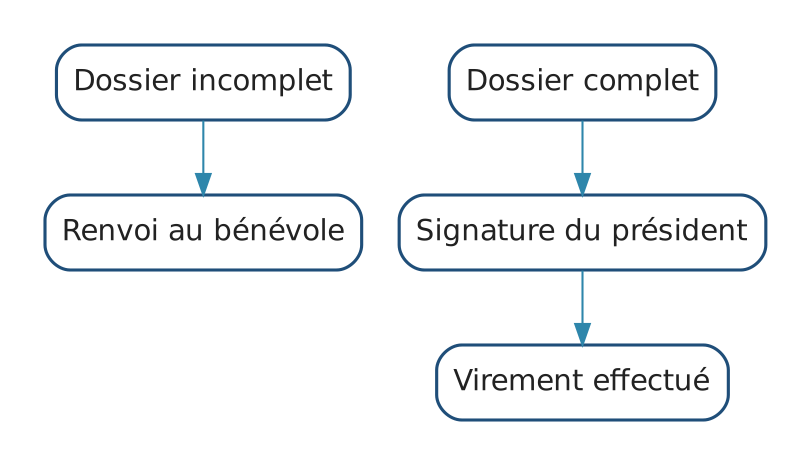 Dossier incomplet
Dossier complet
Renvoi au bénévole
Signature du président
Virement effectué